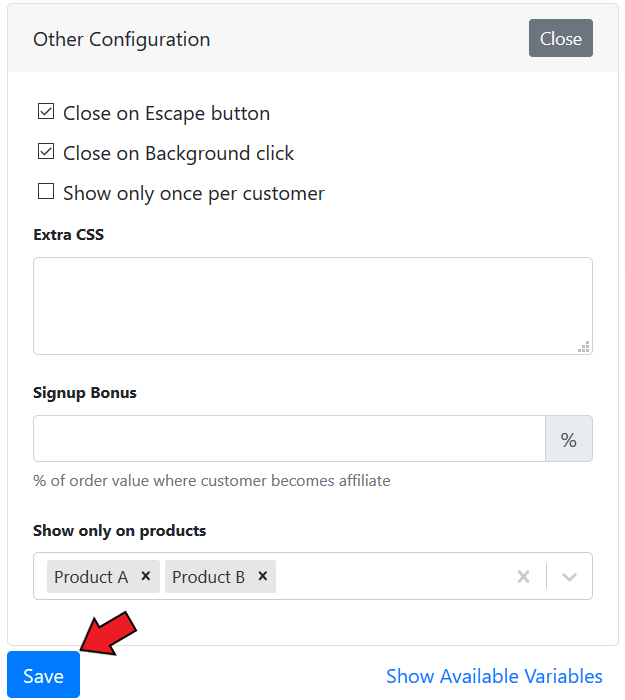 Other Configuration
Close
Close on Escape button
Close on Background click
Show only once per customer
Extra CSS
Signup Bonus
%
% of order value where customer becomes affiliate
Show only on products
Product A × Product B ×
Save
Show Available Variables